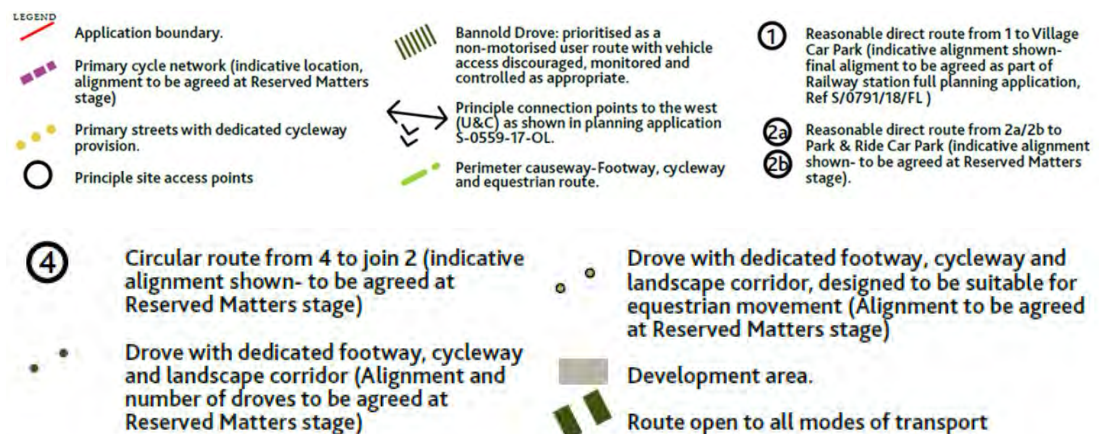 LEGEND
Application boundary.
Primary cycle network (indicative location,
alignment to be agreed at Reserved Matters
stage)
Primary streets with dedicated cycleway
provision.
Principle site access points
Bannold Drove: prioritised as a
non-motorised user route with vehicle
access discouraged, monitored and
controlled as appropriate.
Principle connection points to the west
(U&C) as shown in planning application
S-0559-17-OL.
Perimeter causeway-Footway, cycleway
and equestrian route.
1
Reasonable direct route from 1 to Village
Car Park (indicative alignment shown-
final aligment to be agreed as part of
Railway station full planning application,
Ref S/0791/18/FL )
2a
2b
Reasonable direct route from 2a/2b to
Park & Ride Car Park (indicative alignment
shown- to be agreed at Reserved Matters
stage).
4
Circular route from 4 to join 2 (indicative
alignment shown- to be agreed at
Reserved Matters stage)
Drove with dedicated footway, cycleway
and landscape corridor (Alignment and
number of droves to be agreed at
Reserved Matters stage)
Drove with dedicated footway, cycleway and
landscape corridor, designed to be suitable for
equestrian movement (Alignment to be agreed
at Reserved Matters stage)
Development area.
Route open to all modes of transport